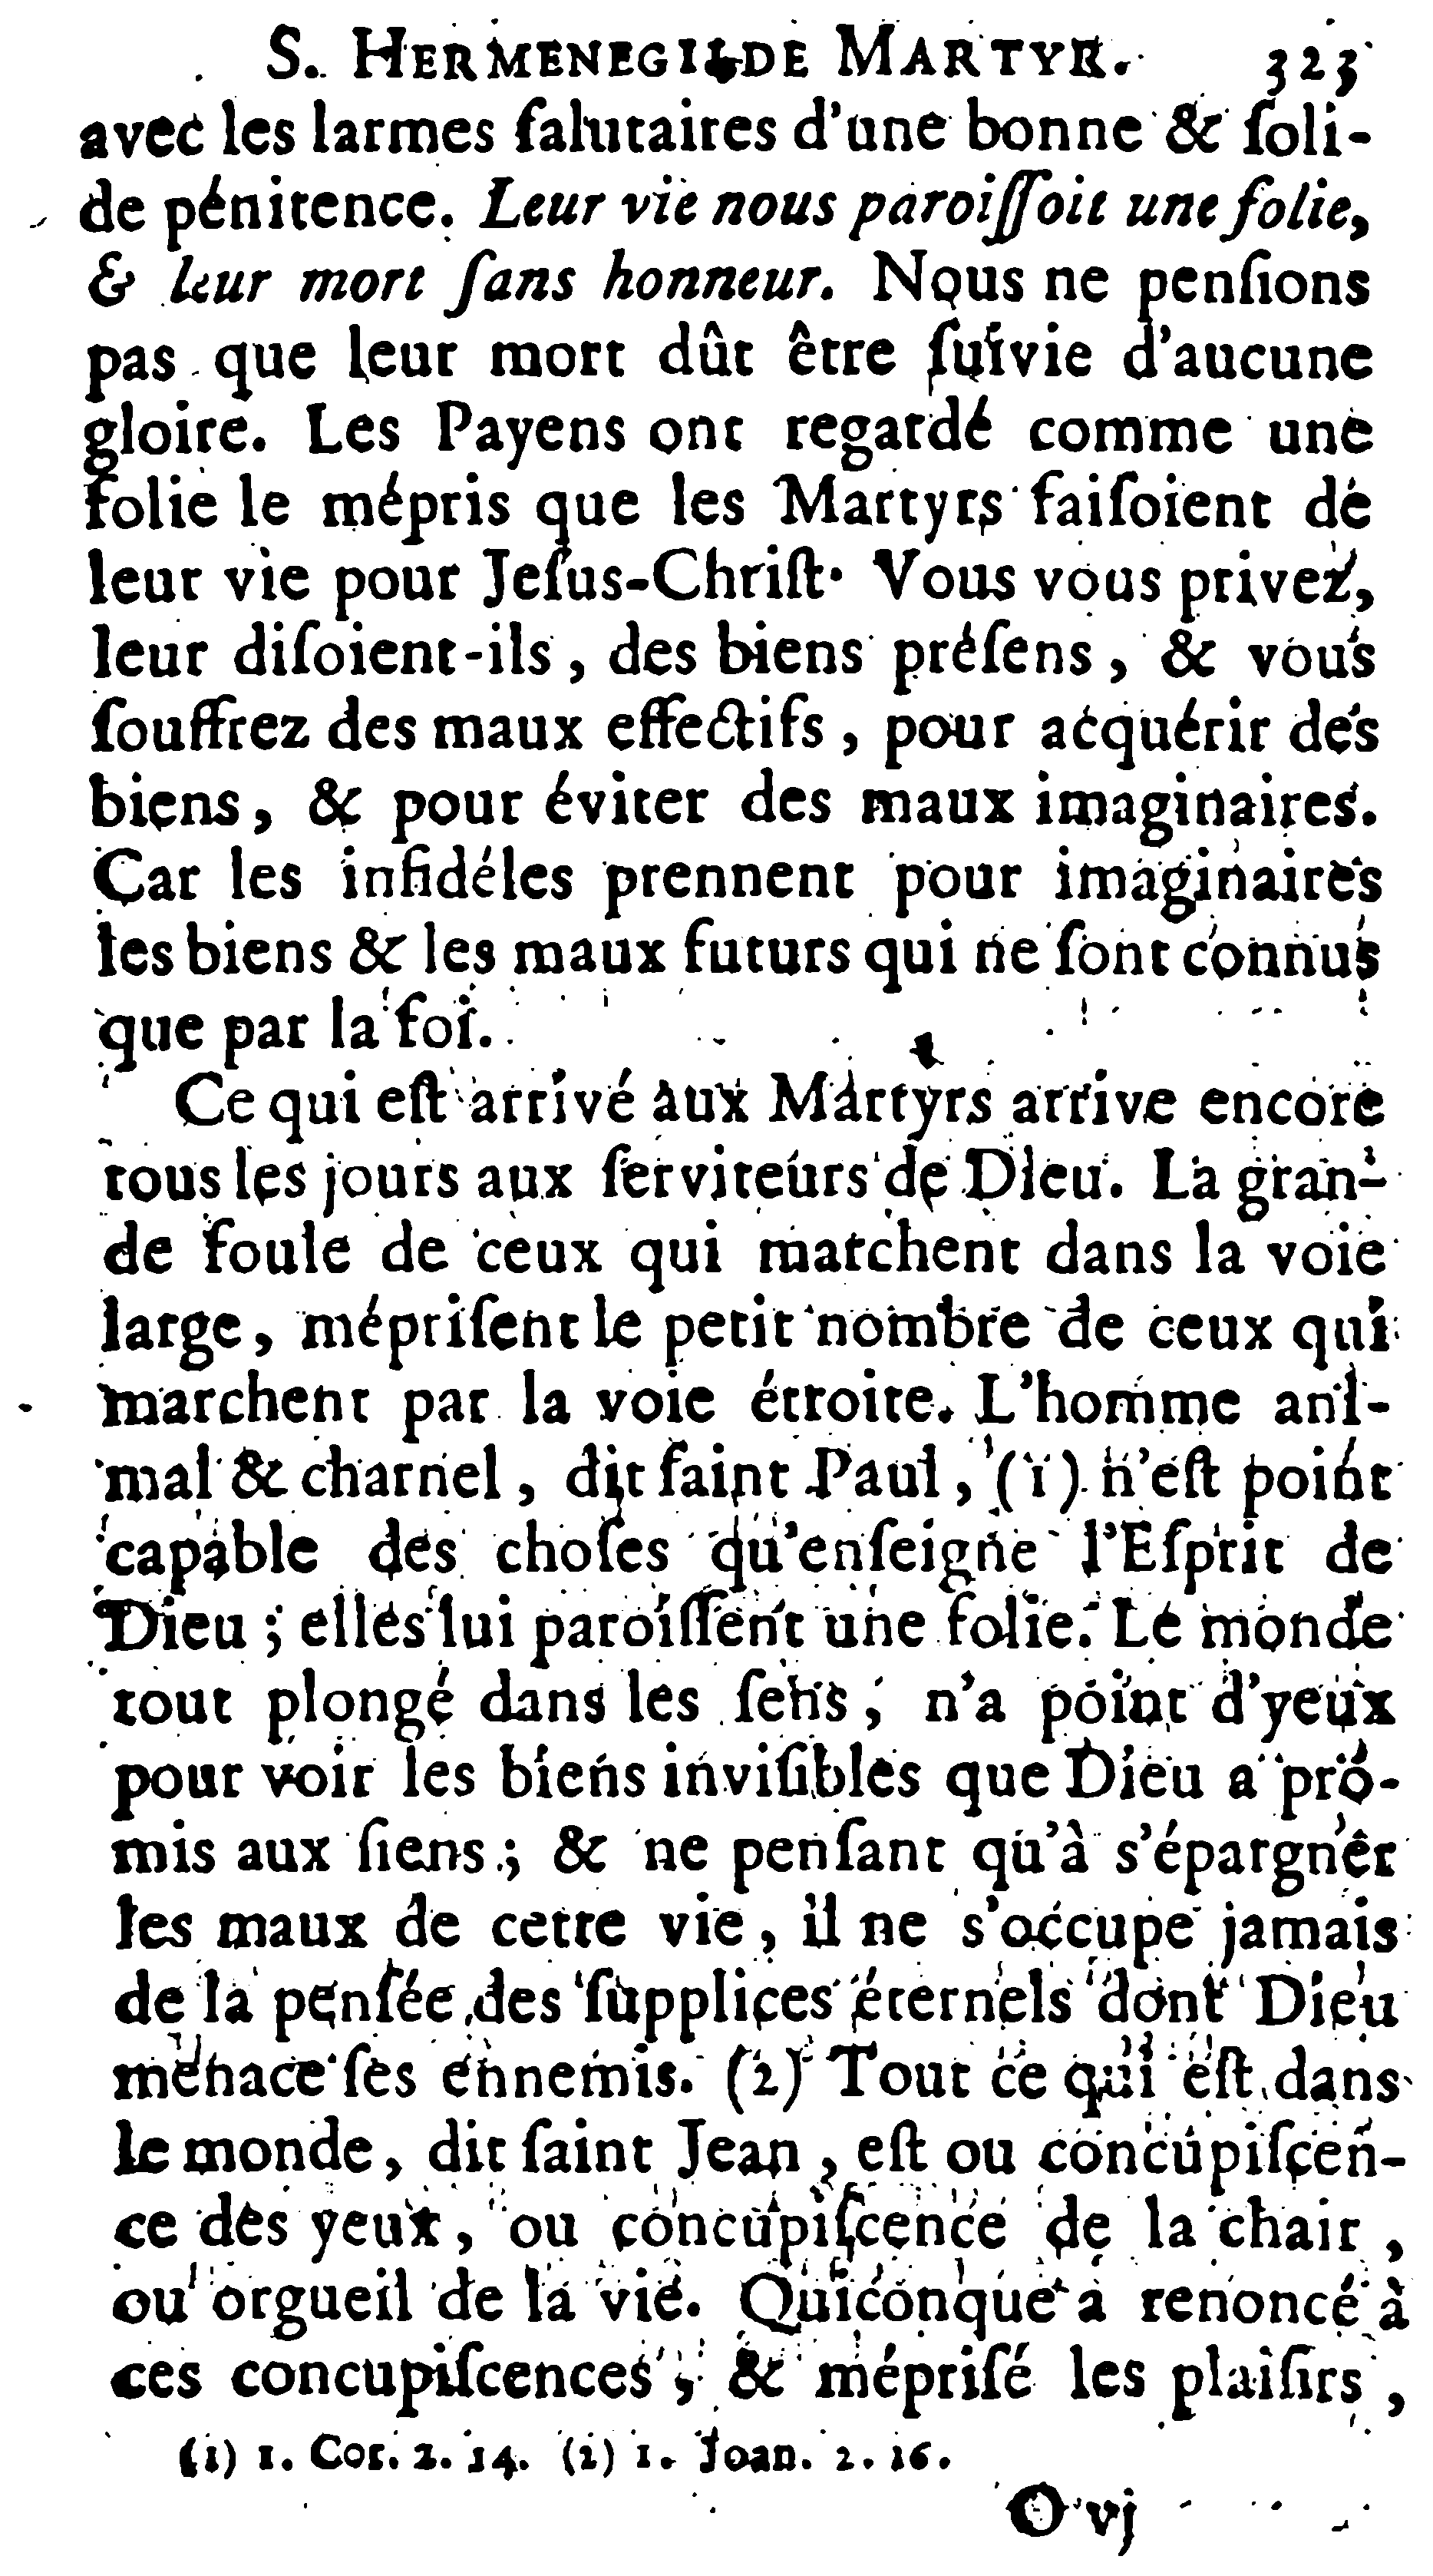 S. HERMENEGILDE MARTYR. 323
avec les larmes ſalutaires d'une bonne & ſoli-
de pénitence. Leur vie nous paroiſſoit une folie,
& leur mort ſans honneur. Nous ne penſions
pas que leur mort dût être ſuivie d'aucune
gloire. Les Payens ont regardé comme une
folie le mépris que les Martyrs faiſoient de
leur vie pour Jeſus-Chriſt. Vous vous privez,
leur diſoient-ils, des biens préſens, & vous
ſouffrez des maux effectifs, pour acquérir des
biens, & pour éviter des maux imaginaires.
Car les infidéles prennent pour imaginaires
les biens & les maux futurs qui ne ſont connus
que par la foi.
Ce qui eſt arrivé aux Martyrs arrive encore
tous les jours aux ſerviteurs de Dieu. La gran-
de foule de ceux qui marchent dans la voie
large, mépriſent le petit nombre de ceux qui
marchent par la voie étroite. L'homme ani-
mal & charnel, dit ſaint Paul, (1) n'eſt point
capable des choſes qu'enſeigne l'Eſprit de
Dieu; elles lui paroiſſent une folie. Le monde
tout plongé dans les ſens, n'a point d'yeux
pour voir les biens inviſibles que Dieu a pro-
mis aux ſiens; & ne penſant qu'à s'épargner
les maux de cette vie, il ne s'occupe jamais
de la penſée des ſupplices éternels dont Dieu
menace ſes ennemis. (2) Tout ce qui eſt dans
le monde, dit ſaint Jean, eſt ou concupiſcen-
ce des yeux, ou concupiſcence de la chair,
ou orgueil de la vie. Quiconque a renoncé à
ces concupiſcences, & mépriſé les plaiſirs,
(1) 1. Cor. 2. 14. (2) 1. Joan. 2. 16.
O vj